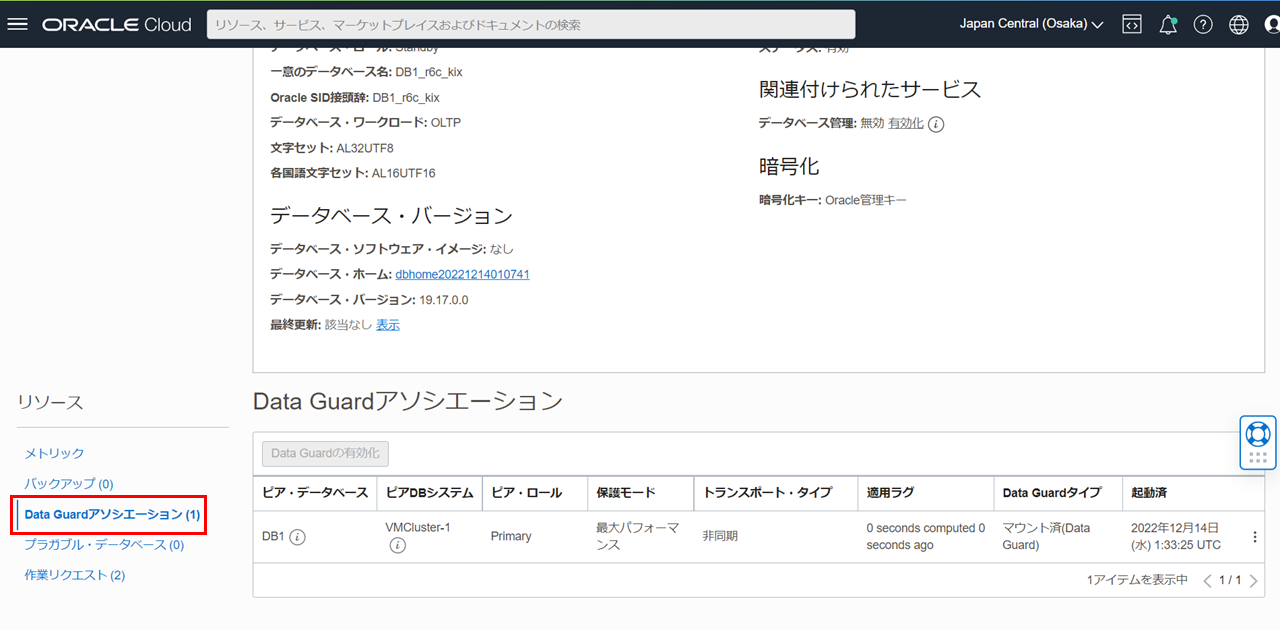 ORACLE Cloud
リソース、サービス、マーケットプレイスおよびドキュメントの検索
Japan Central (Osaka)
データベース・ロール: Standby
一意のデータベース名: DB1_r6c_kix
Oracle SID接頭辞: DB1_r6c_kix
データベース・ワークロード: OLTP
文字セット: AL32UTF8
各国語文字セット: AL16UTF16
データベース・バージョン
データベース・ソフトウェア・イメージ: なし
データベース・ホーム: dbhome20221214010741
データベース・バージョン: 19.17.0.0
最終更新: 該当なし 表示
ステータス: 有効
関連付けられたサービス
データベース管理: 無効 有効化
暗号化
暗号化キー: Oracle管理キー
リソース
メトリック
バックアップ (0)
Data Guardアソシエーション (1)
プラガブル・データベース (0)
作業リクエスト (2)
Data Guardアソシエーション
Data Guardの有効化
ピア・データベース ピアDBシステム ピア・ロール 保護モード トランスポート・タイプ 適用ラグ Data Guardタイプ 起動済
DB1 VMCluster-1 Primary 最大パフォーマンス 非同期 0 seconds computed 0 seconds ago マウント済(Data Guard) 2022年12月14日(水) 1:33:25 UTC
1アイテムを表示中 1 / 1